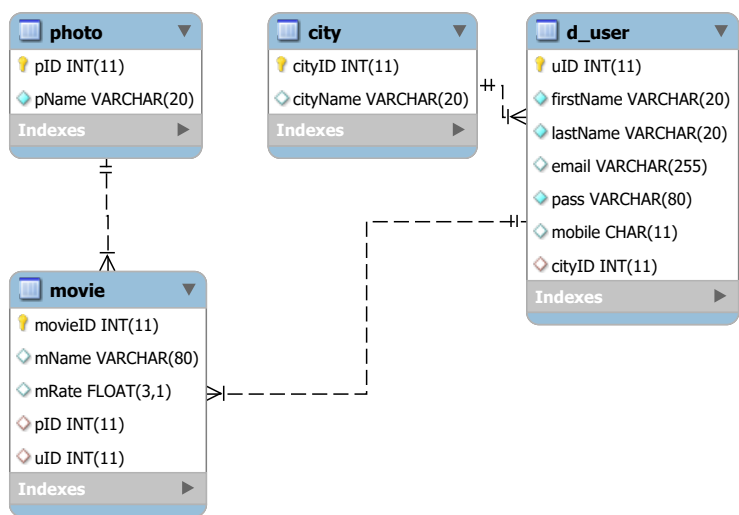 photo
pID INT(11)
pName VARCHAR(20)
Indexes
city
cityID INT(11)
cityName VARCHAR(20)
Indexes
d_user
uID INT(11)
firstName VARCHAR(20)
lastName VARCHAR(20)
email VARCHAR(255)
pass VARCHAR(80)
mobile CHAR(11)
cityID INT(11)
Indexes
movie
movieID INT(11)
mName VARCHAR(80)
mRate FLOAT(3,1)
pID INT(11)
uID INT(11)
Indexes